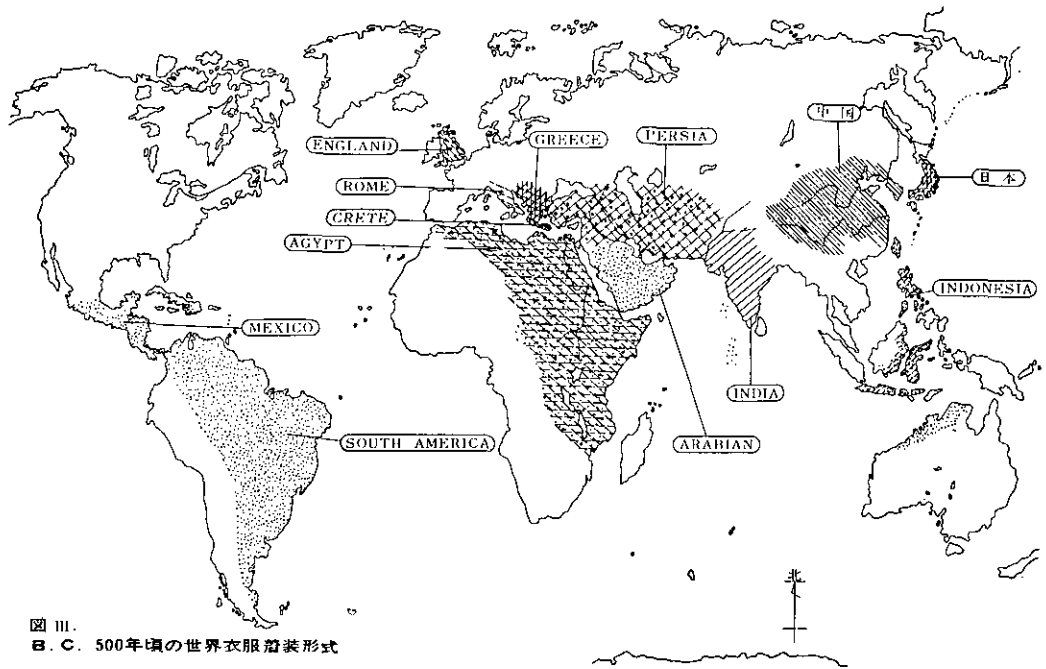 ENGLAND
GREECE
PERSIA
中国
日本
ROME
CRETE
AGYPT
INDONESIA
MEXICO
INDIA
SOUTH AMERICA
ARABIAN
北
図 III.
B.C. 500年頃の世界衣服着装形式